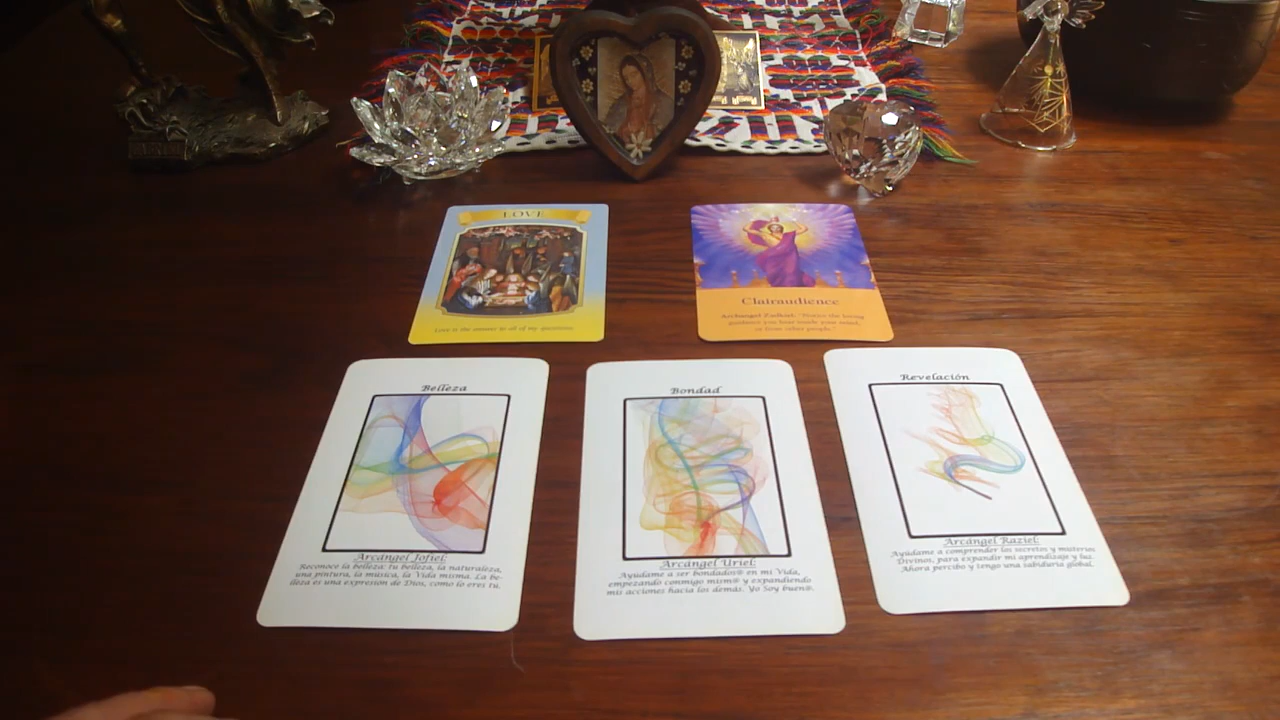 LOVE
Love is the answer to all of my questions.
Clairaudience
Archangel Zadkiel: "Notice the loving
guidance you hear inside your mind,
or from other people."
Belleza
Arcángel Jofiel:
Reconoce la belleza: tu belleza, la naturaleza,
una pintura, la música, la Vida misma. La be-
lleza es una expresión de Dios, como lo eres tu.
Bondad
Arcángel Uriel:
Ayúdame a ser bondados@ en mi Vida,
empezando conmigo mism@ y expandiendo
mis acciones hacia los demás. Yo Soy buen@.
Revelación
Arcángel Raziel:
Ayúdame a comprender los secretos y misterios
Divinos, para expandir mi aprendizaje y luz.
Ahora percibo y tengo una sabiduría global.